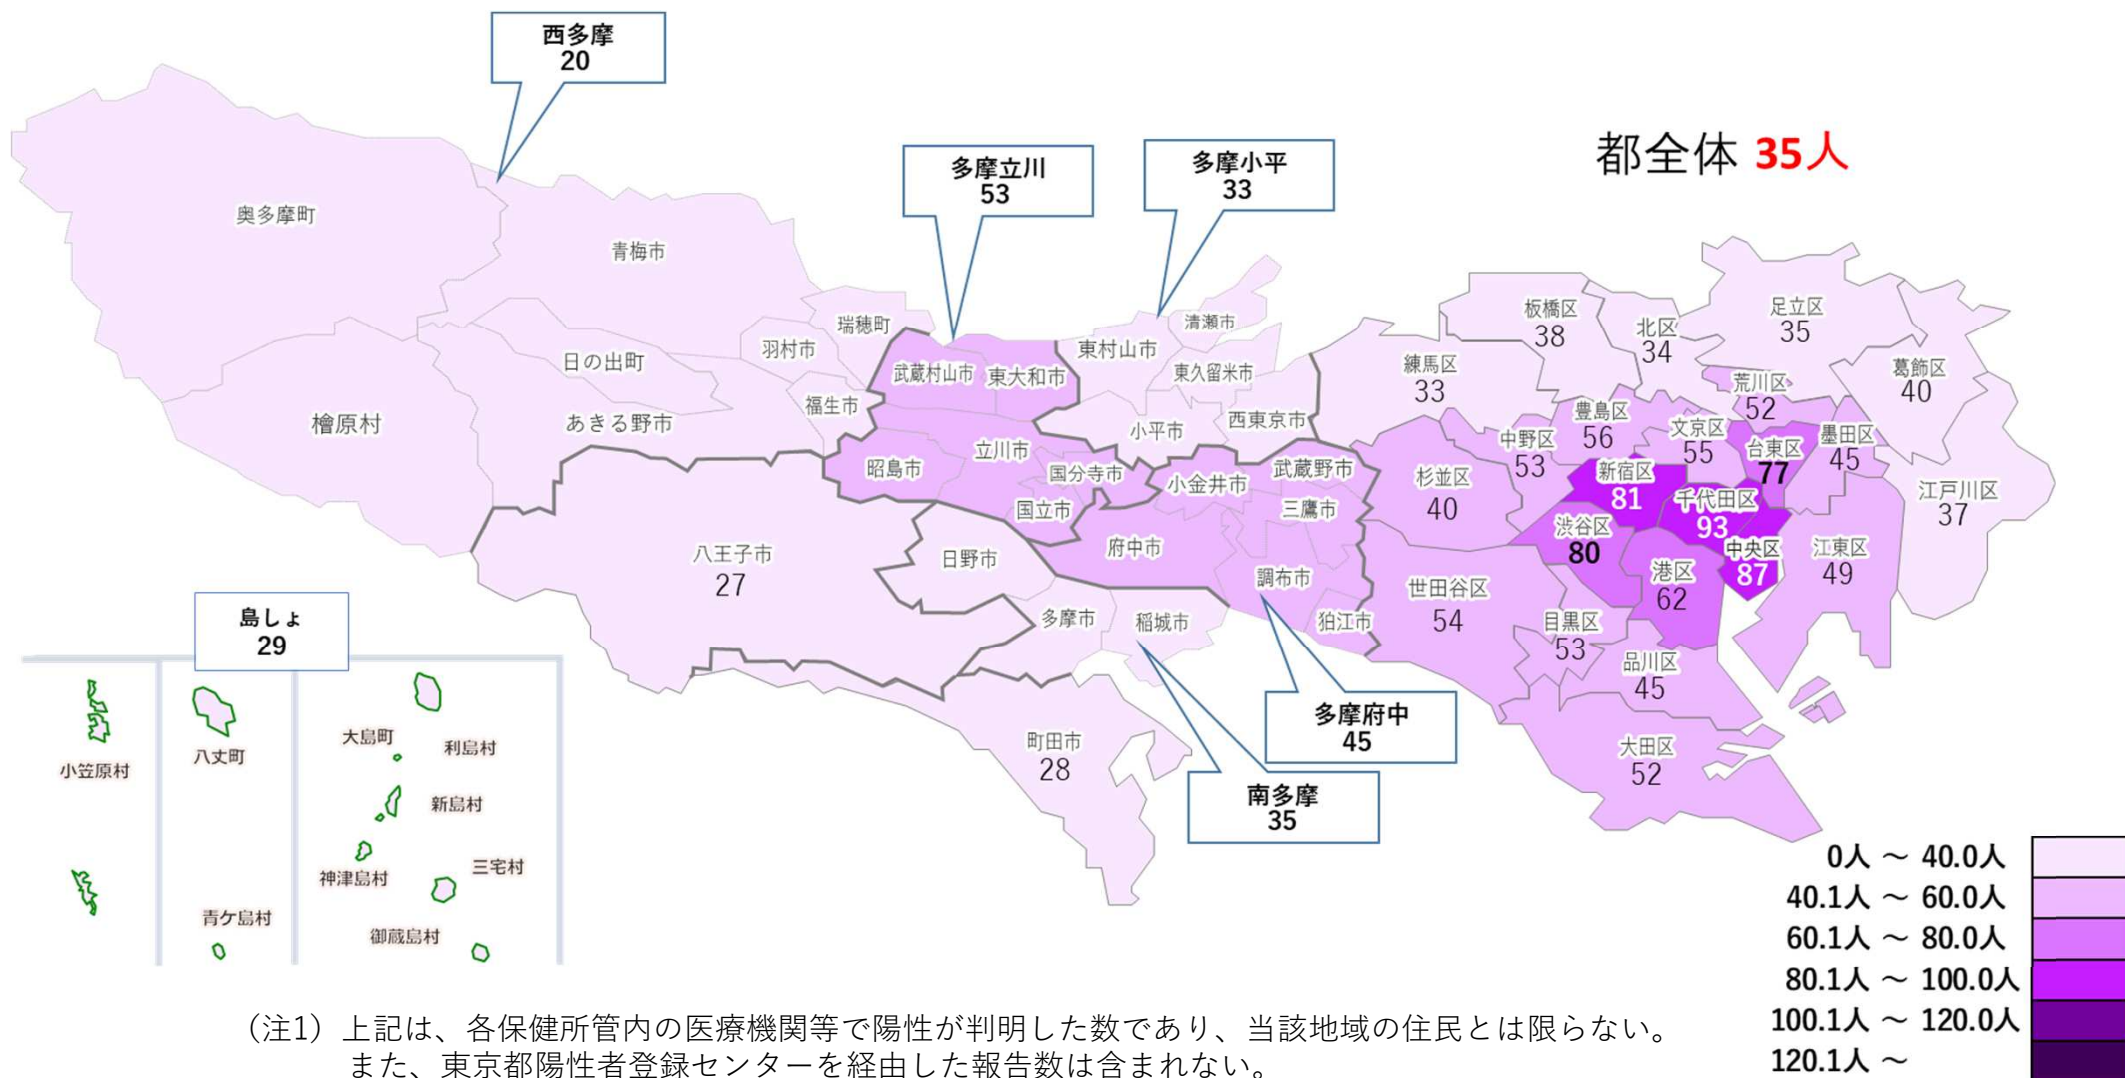 西多摩
20
多摩立川
53
多摩小平
33
都全体 35人
奥多摩町
青梅市
瑞穂町
羽村市
日の出町
福生市
あきる野市
檜原村
武蔵村山市
東大和市
東村山市
清瀬市
東久留米市
西東京市
小平市
昭島市
立川市
国分寺市
国立市
小金井市
武蔵野市
三鷹市
府中市
調布市
狛江市
八王子市
27
日野市
多摩市
稲城市
町田市
28
多摩府中
45
南多摩
35
板橋区
38
北区
34
足立区
35
葛飾区
40
練馬区
33
荒川区
52
豊島区
56
文京区
55
台東区
77
墨田区
45
中野区
53
杉並区
40
新宿区
81
千代田区
93
江戸川区
37
渋谷区
80
中央区
87
江東区
49
港区
62
世田谷区
54
目黒区
53
品川区
45
大田区
52
島しょ
29
小笠原村
八丈町
青ケ島村
大島町
利島村
新島村
神津島村
三宅村
御蔵島村
0人 ～ 40.0人
40.1人 ～ 60.0人
60.1人 ～ 80.0人
80.1人 ～ 100.0人
100.1人 ～ 120.0人
120.1人 ～
（注1）上記は、各保健所管内の医療機関等で陽性が判明した数であり、当該地域の住民とは限らない。
また、東京都陽性者登録センターを経由した報告数は含まれない。